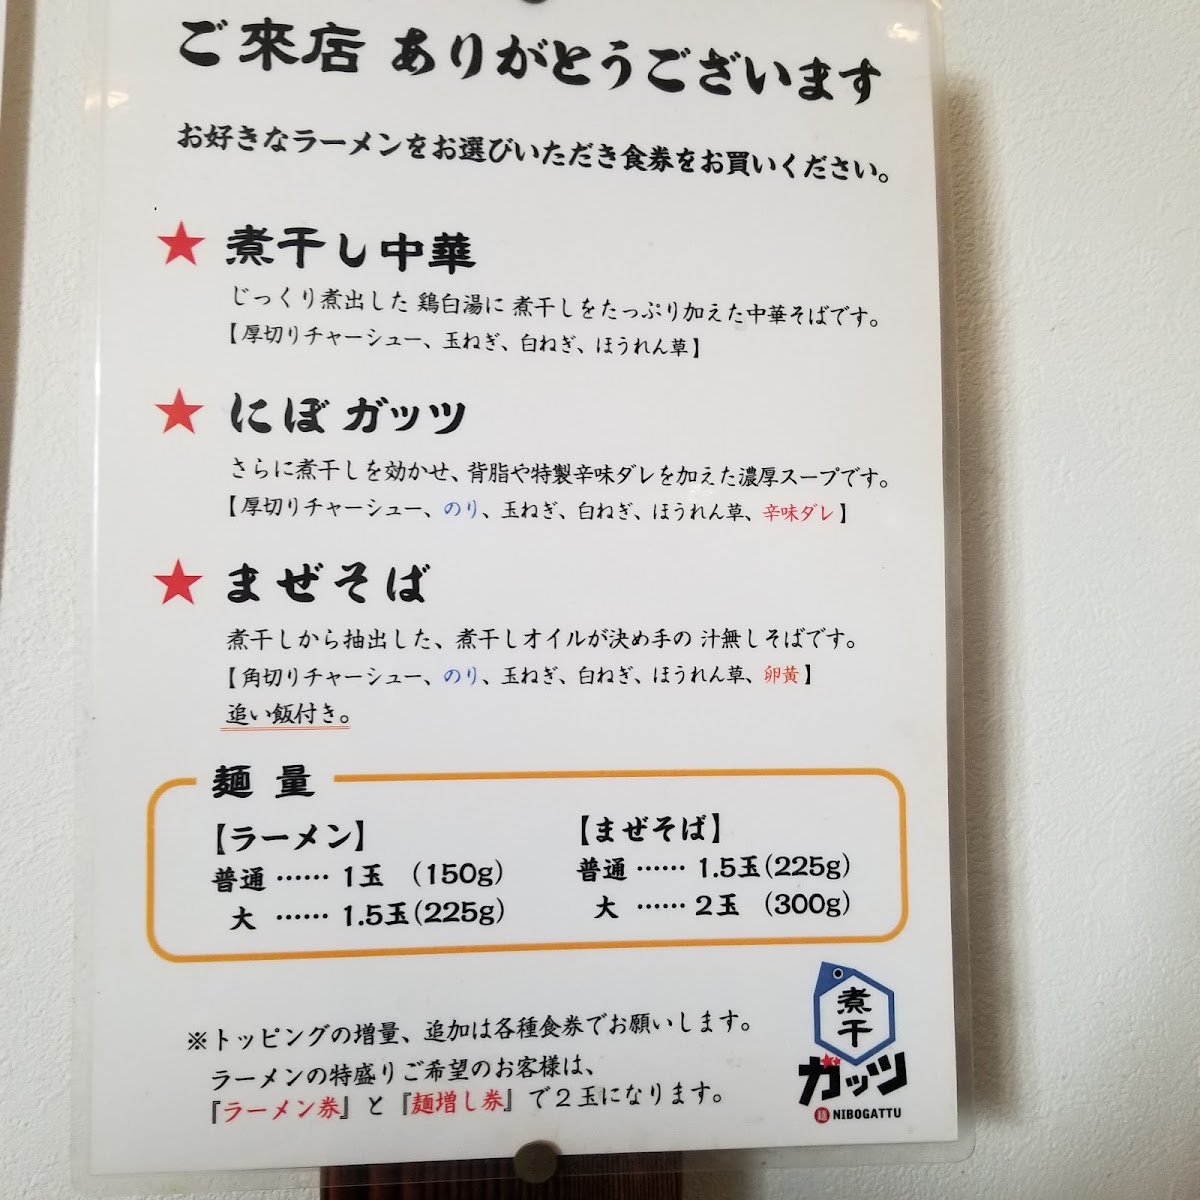 ご來店 ありがとうございます
お好きなラーメンをお選びいただき食券をお買いください。
★ 煮干し中華
じっくり煮出した 鶏白湯に 煮干しをたっぷり加えた中華そばです。
【厚切りチャーシュー、玉ねぎ、白ねぎ、ほうれん草】
★ にぼガッツ
さらに煮干しを効かせ、背脂や特製辛味ダレを加えた濃厚スープです。
【厚切りチャーシュー、のり、玉ねぎ、白ねぎ、ほうれん草、辛味ダレ】
★ まぜそば
煮干しから抽出した、煮干しオイルが決め手の 汁無しそばです。
【角切りチャーシュー、のり、玉ねぎ、白ねぎ、ほうれん草、卵黄】
追い飯付き。
麺 量
【ラーメン】
普通 …… 1玉 (150g)
大 …… 1.5玉(225g)
【まぜそば】
普通 …… 1.5玉(225g)
大 …… 2玉 (300g)
※トッピングの増量、追加は各種食券でお願いします。
ラーメンの特盛りご希望のお客様は、
『ラーメン券』と『麺増し券』で2玉になります。
煮干
ガッツ
麺 NIBOGATTU